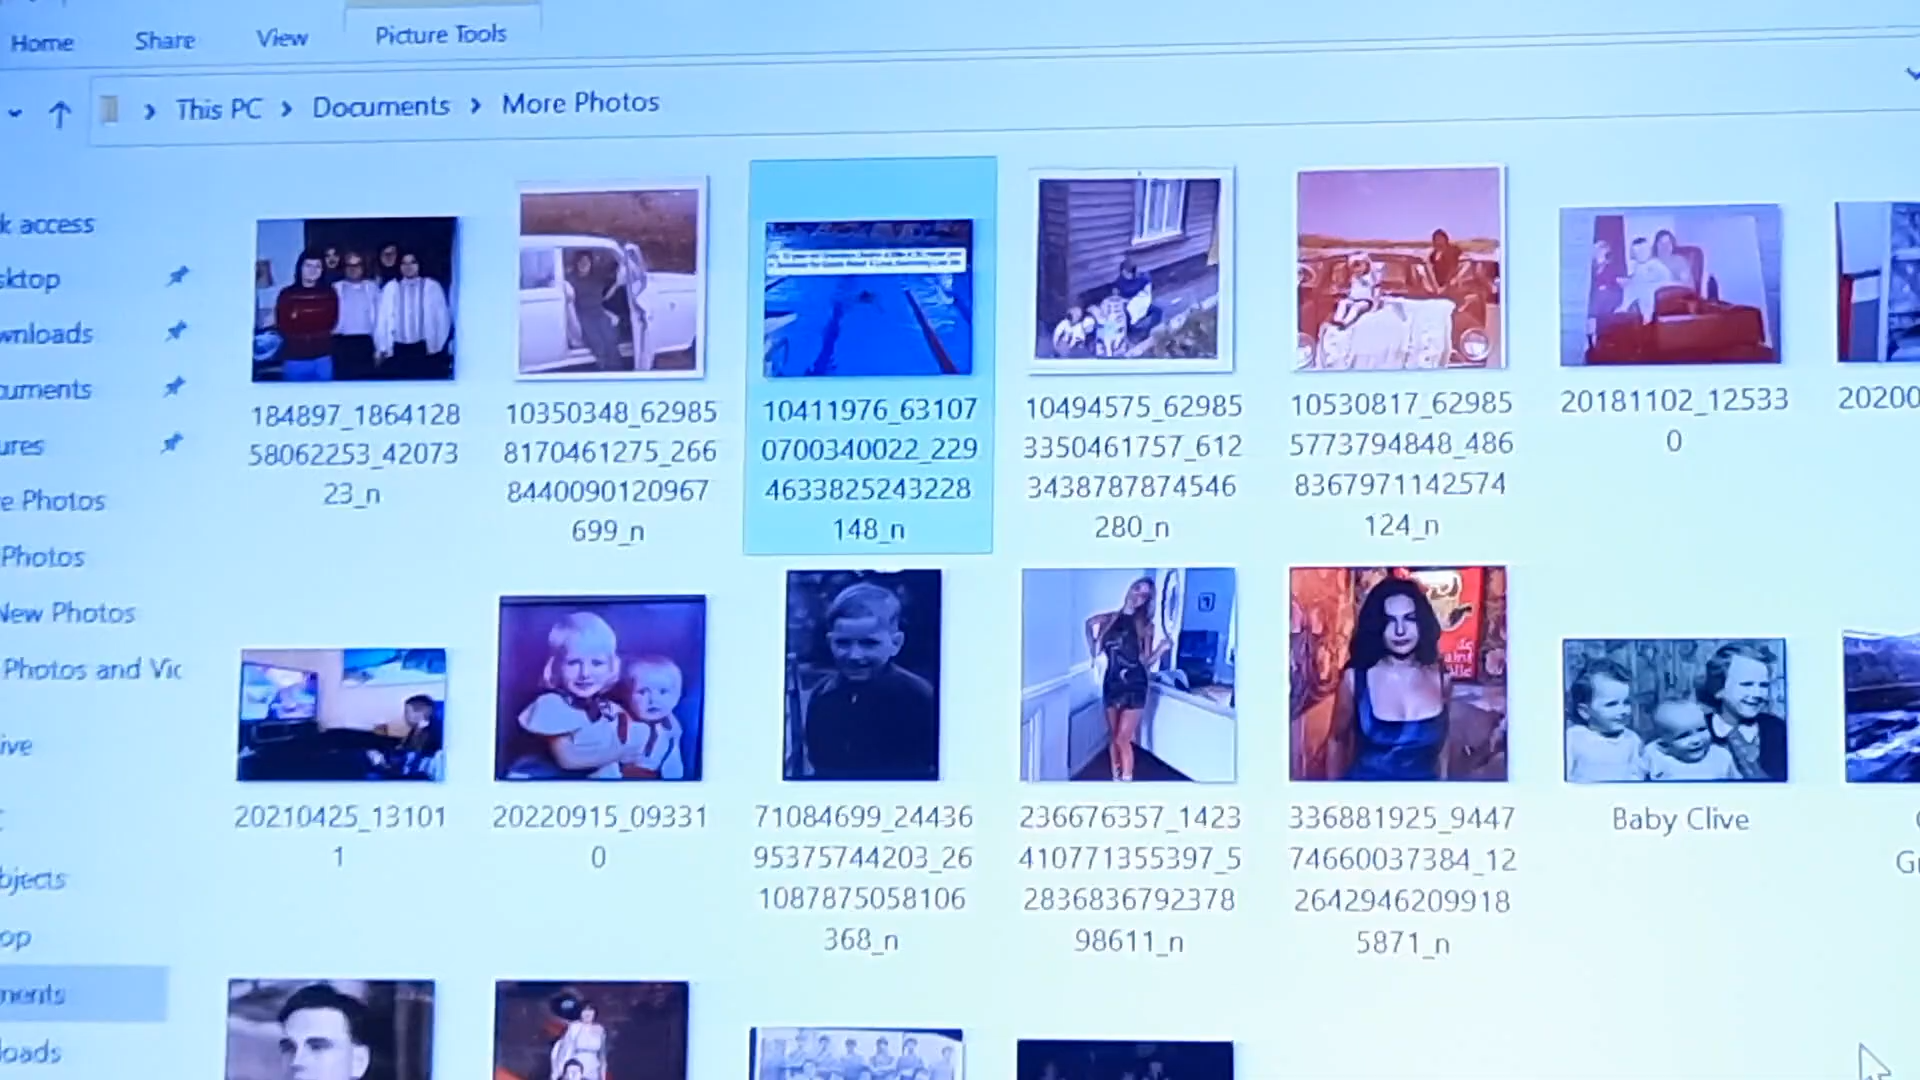 Home Share View Picture Tools
This PC Documents More Photos
k access
sktop
wnloads
cuments
ures
e Photos
Photos
New Photos
Photos and Vic
ive
bjects
op
ments
loads
184897_1864128
58062253_42073
23_n
10350348_62985
8170461275_266
8440090120967
699_n
10411976_63107
0700340022_229
4633825243228
148_n
10494575_62985
3350461757_612
3438787874546
280_n
10530817_62985
5773794848_486
8367971142574
124_n
20181102_12533
0
20200
20210425_13101
1
20220915_09331
0
71084699_24436
95375744203_26
1087875058106
368_n
236676357_1423
410771355397_5
2836836792378
98611_n
336881925_9447
74660037384_12
2642946209918
5871_n
Baby Clive